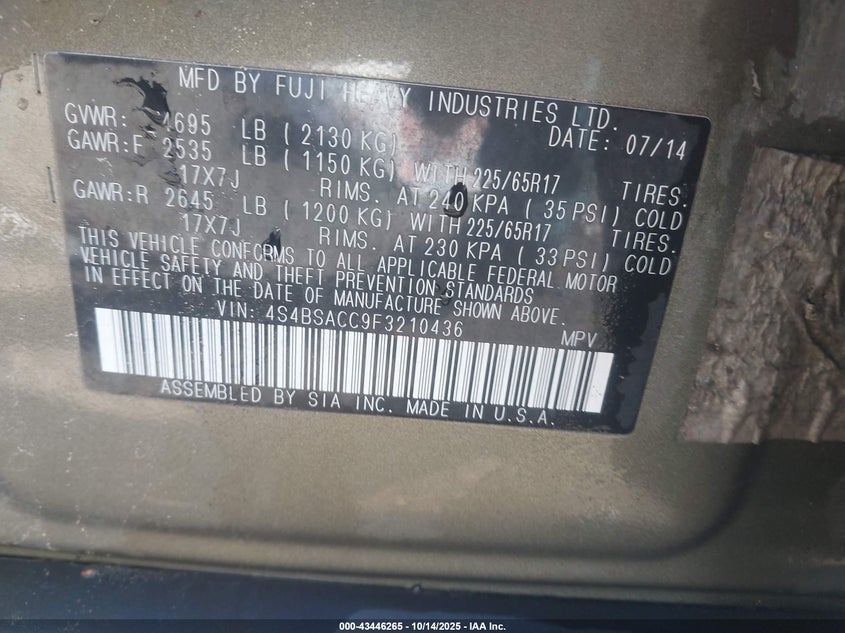 MFD BY FUJI HEAVY INDUSTRIES LTD.
GVWR: 4695 LB ( 2130 KG) DATE: 07/14
GAWR:F 2535 LB ( 1150 KG) WITH 225/65R17 TIRES.
17X7J RIMS. AT 240 KPA ( 35 PSI) COLD
GAWR:R 2645 LB ( 1200 KG) WITH 225/65R17 TIRES.
17X7J RIMS. AT 230 KPA ( 33 PSI) COLD
THIS VEHICLE CONFORMS TO ALL APPLICABLE FEDERAL MOTOR
VEHICLE SAFETY AND THEFT PREVENTION STANDARDS
IN EFFECT ON THE DATE OF MANUFACTURE SHOWN ABOVE.
VIN: 4S4BSACC9F3210436 MPV
ASSEMBLED BY SIA INC. MADE IN U.S.A.
000-43446265 - 10/14/2025 - IAA Inc.